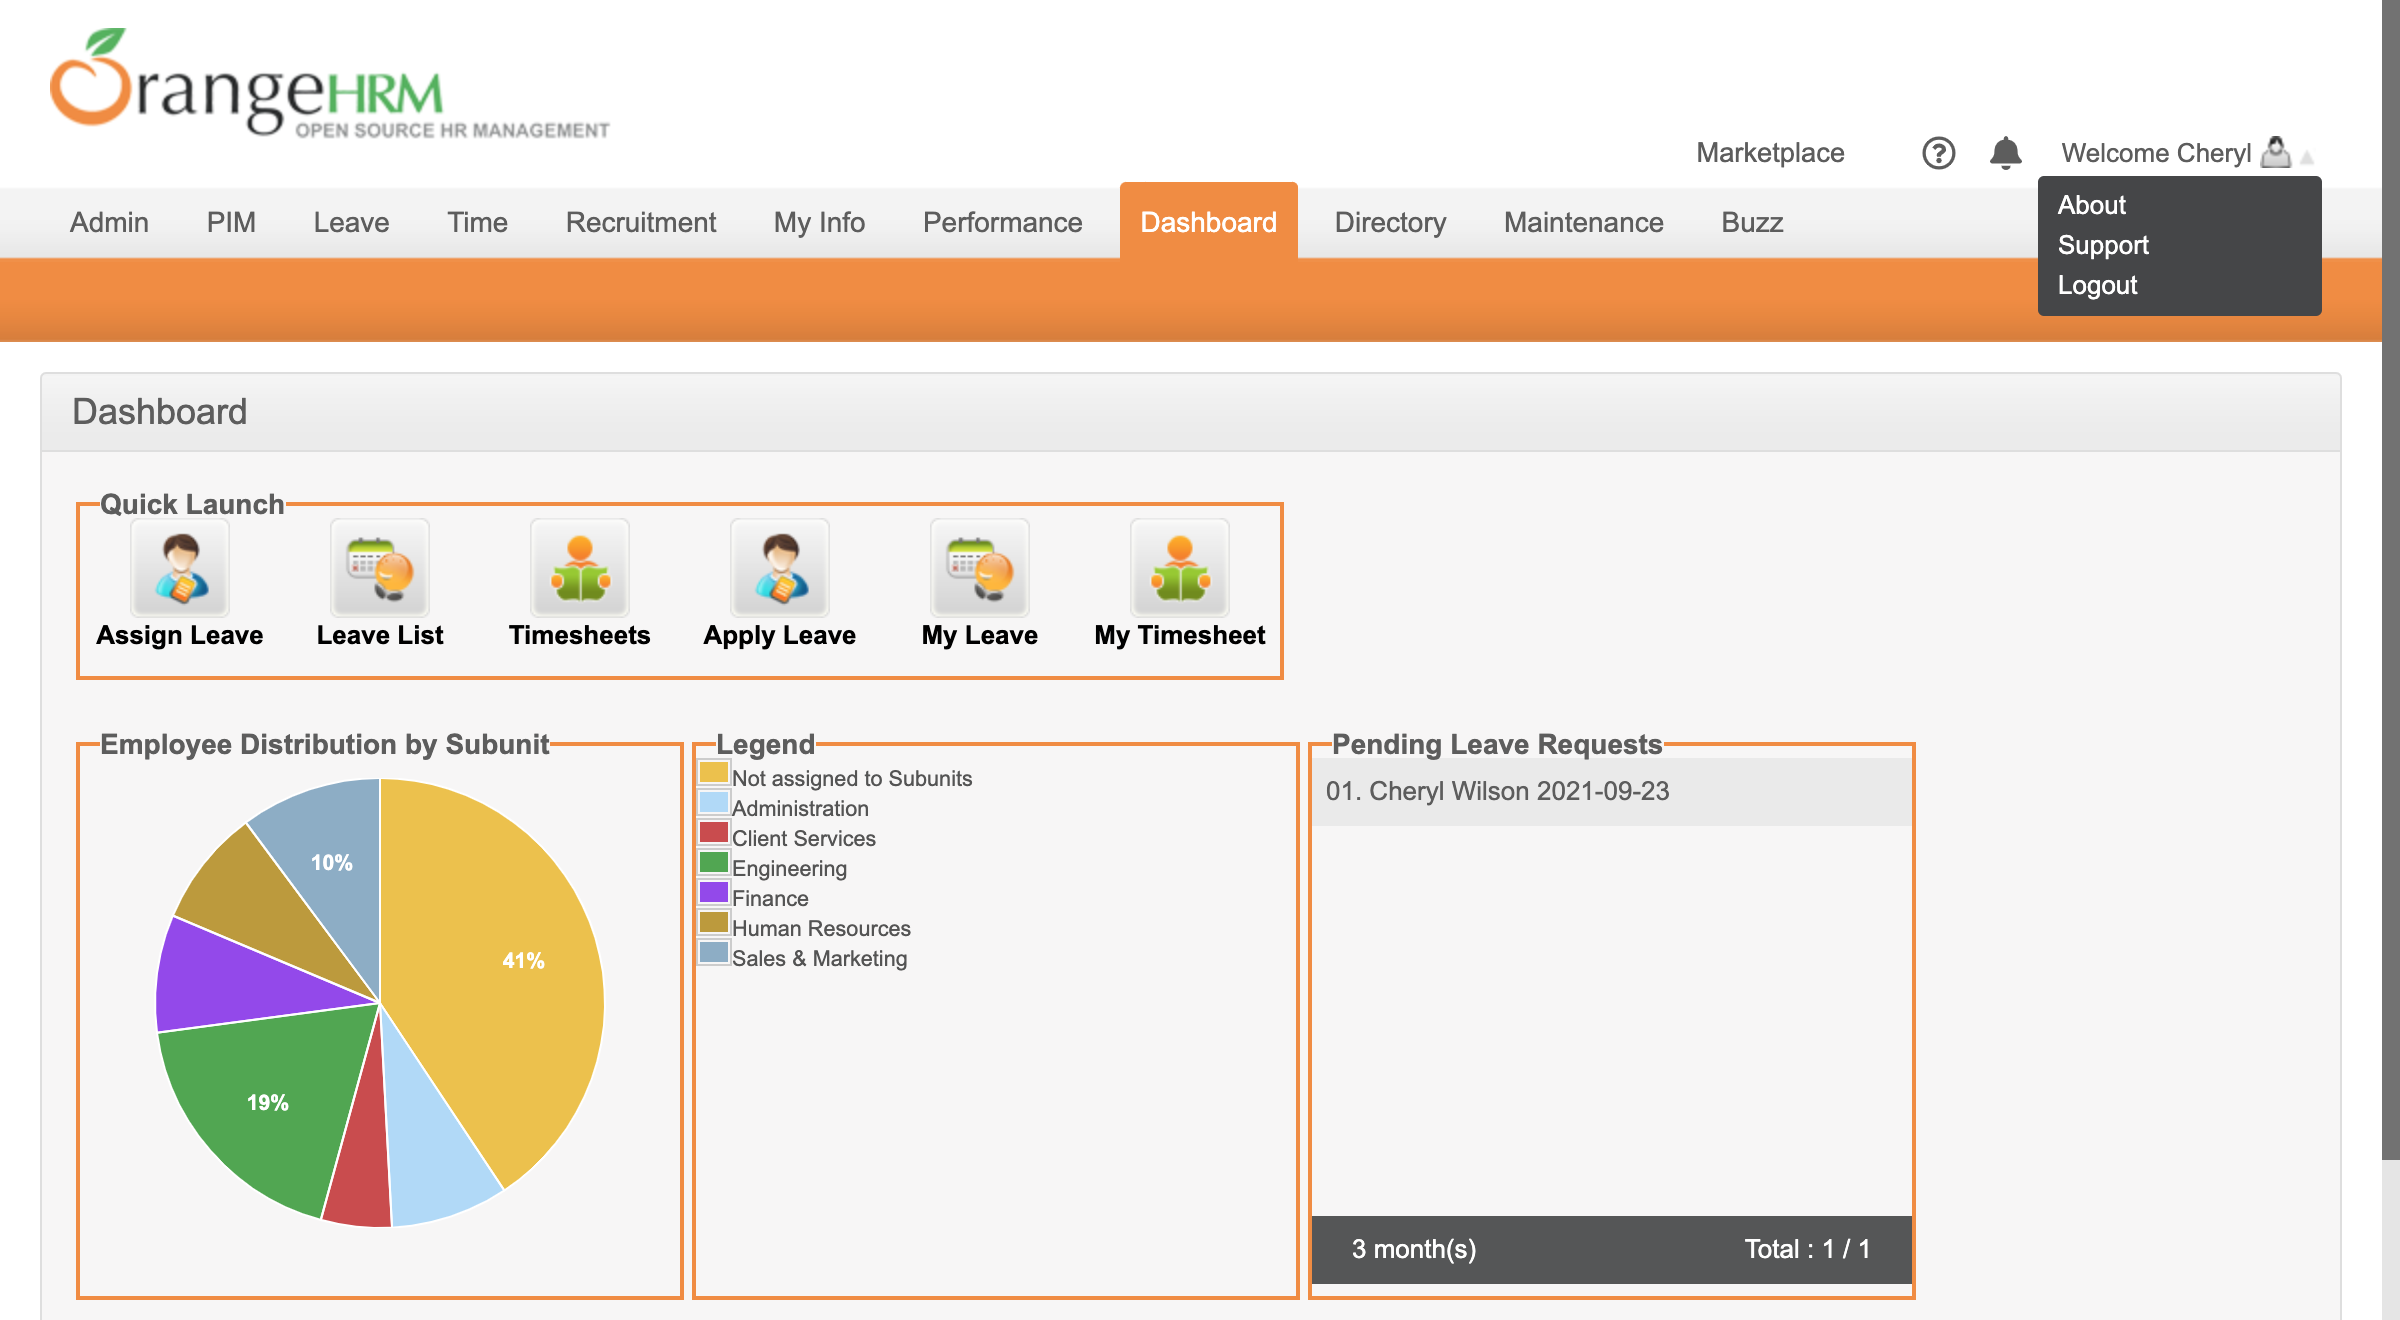 OrangeHRM
OPEN SOURCE HR MANAGEMENT
Marketplace
Welcome Cheryl
About
Support
Logout
Admin PIM Leave Time Recruitment My Info Performance Dashboard Directory Maintenance Buzz
Dashboard
Quick Launch
Assign Leave Leave List Timesheets Apply Leave My Leave My Timesheet
Employee Distribution by Subunit
10%
41%
19%
Legend
Not assigned to Subunits
Administration
Client Services
Engineering
Finance
Human Resources
Sales & Marketing
Pending Leave Requests
01. Cheryl Wilson 2021-09-23
3 month(s) Total : 1 / 1